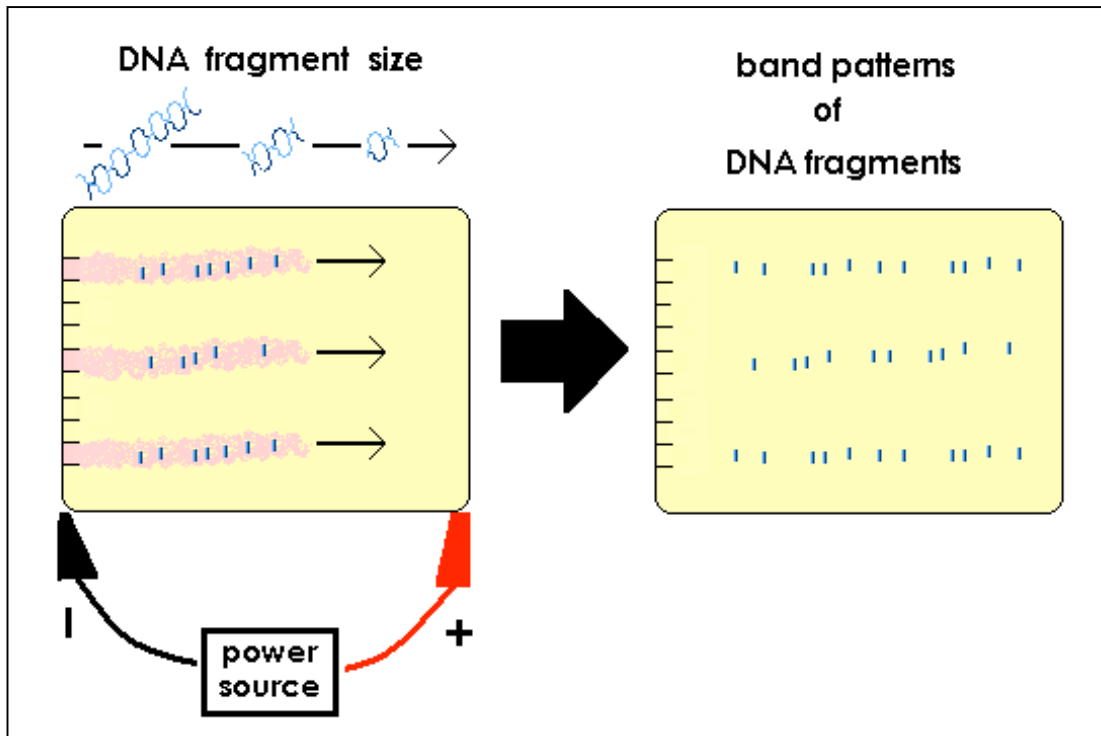 DNA fragment size
band patterns
of
DNA fragments
-
+
power
source